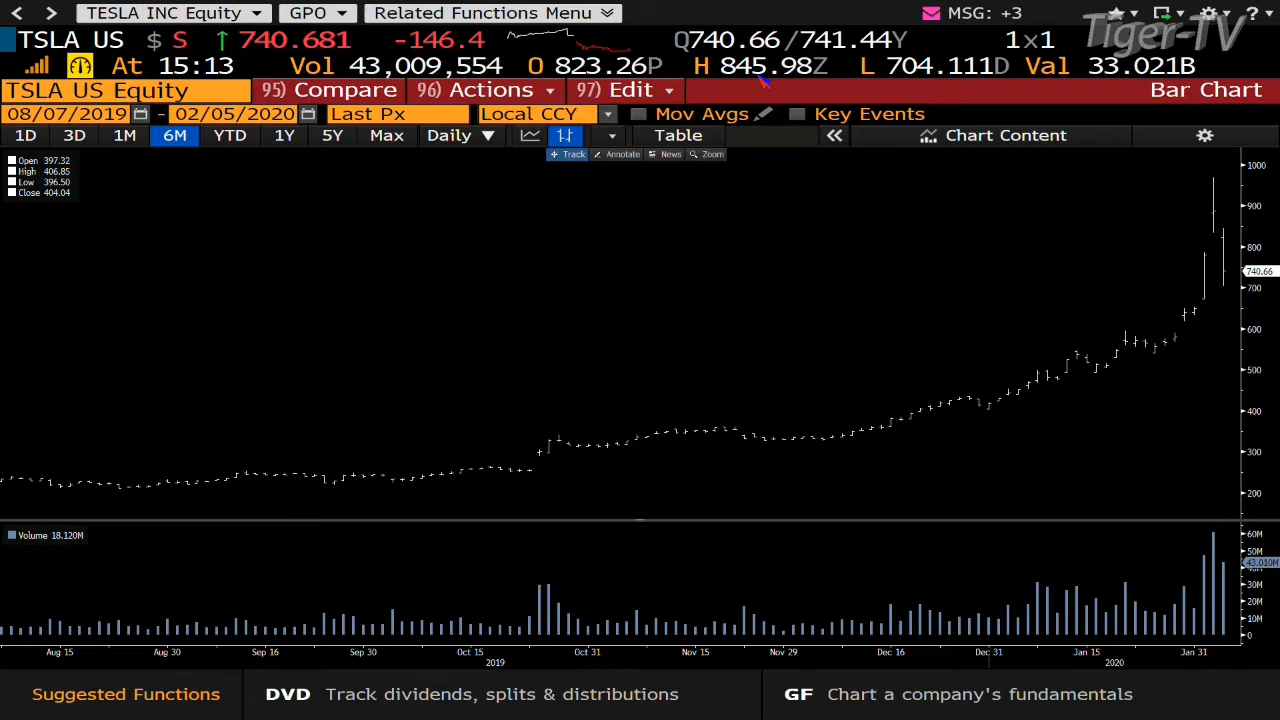 TESLA INC Equity GPO Related Functions Menu MSG: +3 ?
TSLA US $ S ↑ 740.681 -146.4 Q740.66 /741.44Y 1x1 Tiger-TV
At 15:13 Vol 43,009,554 O 823.26P H 845.98Z L 704.111D Val 33.021B
TSLA US Equity 95) Compare 96) Actions 97) Edit Bar Chart
08/07/2019 - 02/05/2020 Last Px Local CCY Mov Avgs Key Events
1D 3D 1M 6M YTD 1Y 5Y Max Daily ▼ Table Chart Content
Track Annotate News Zoom
Open 397.32
High 406.85
Low 396.50
Close 404.04
1000
900
800
740.66
700
600
500
400
300
200
Volume 18.120M
60M
50M
43.010M
30M
20M
10M
0
Aug 15 Aug 30 Sep 16 Sep 30 Oct 15 Oct 31 Nov 15 Nov 29 Dec 16 Dec 31 Jan 15 Jan 31
2019 2020
Suggested Functions DVD Track dividends, splits & distributions GF Chart a company's fundamentals